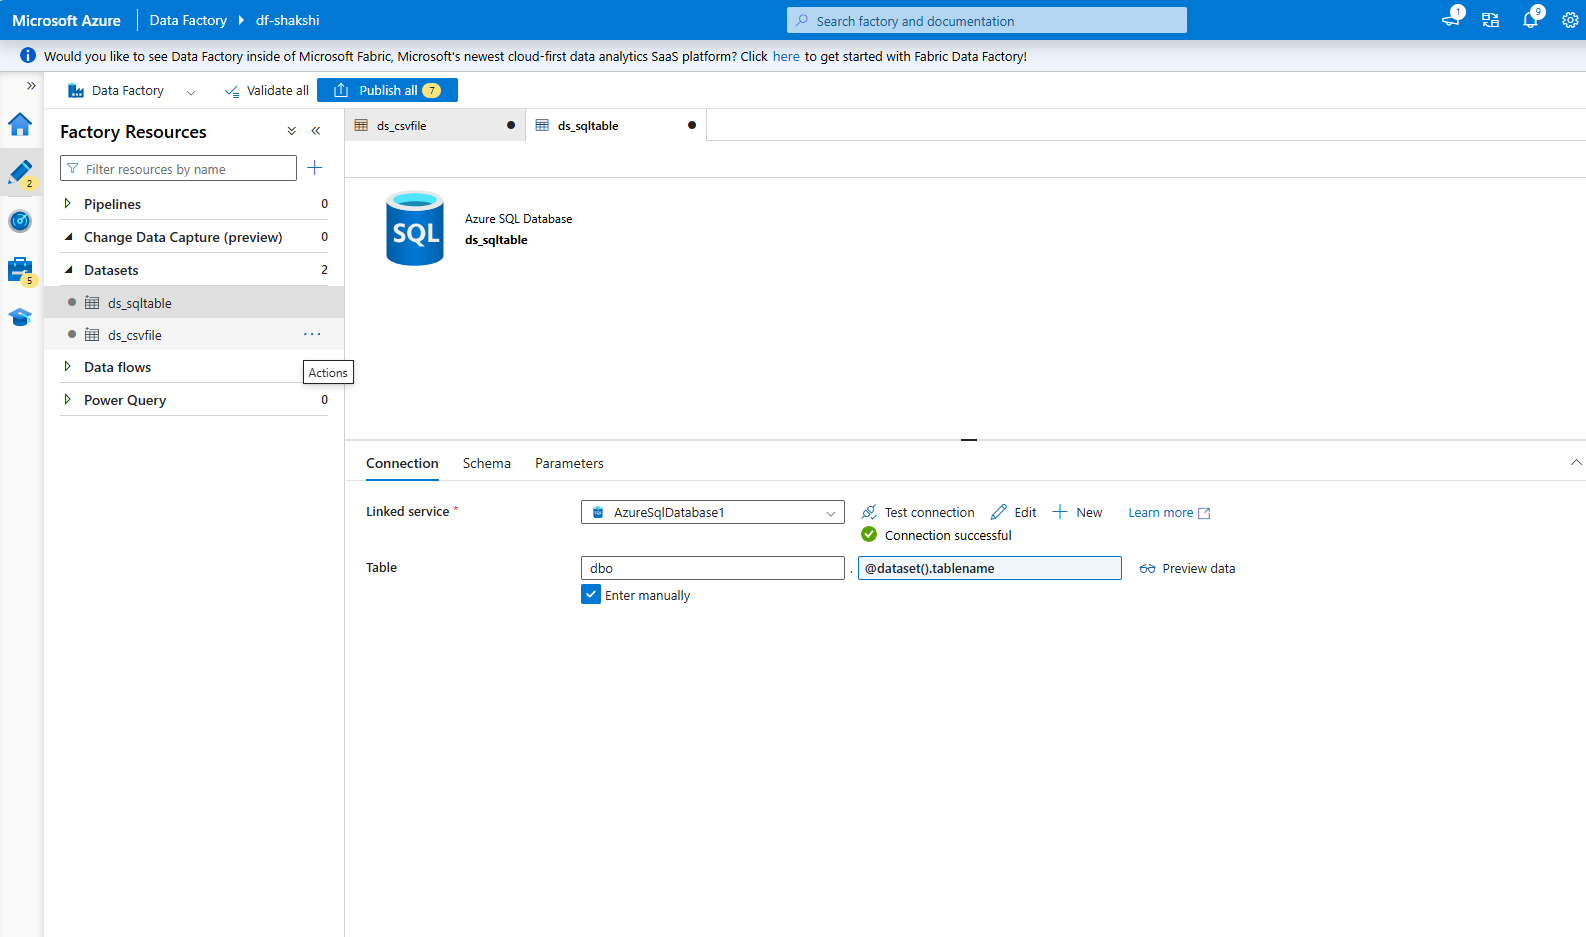 Microsoft Azure
Data Factory
df-shakshi
Search factory and documentation
1
9
Would you like to see Data Factory inside of Microsoft Fabric, Microsoft's newest cloud-first data analytics SaaS platform? Click here to get started with Fabric Data Factory!
Data Factory
Validate all
Publish all 7
Factory Resources
Filter resources by name
2
5
Pipelines 0
Change Data Capture (preview) 0
Datasets 2
ds_sqltable
ds_csvfile
Data flows
Actions
Power Query 0
ds_csvfile
ds_sqltable
SQL
Azure SQL Database
ds_sqltable
Connection
Schema
Parameters
Linked service *
SQL
AzureSqlDatabase1
Test connection
Edit
New
Learn more
Connection successful
Table
dbo
.
@dataset().tablename
Preview data
Enter manually